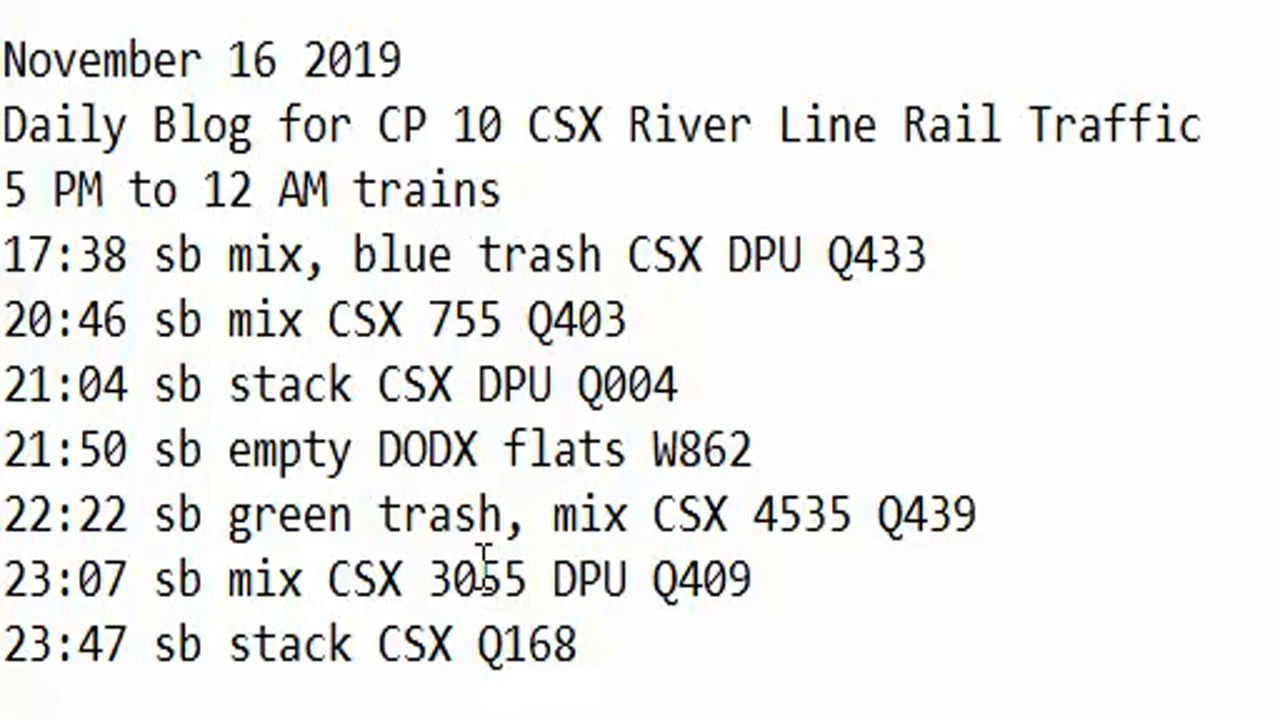 November 16 2019
Daily Blog for CP 10 CSX River Line Rail Traffic
5 PM to 12 AM trains
17:38 sb mix, blue trash CSX DPU Q433
20:46 sb mix CSX 755 Q403
21:04 sb stack CSX DPU Q004
21:50 sb empty DODX flats W862
22:22 sb green trash, mix CSX 4535 Q439
23:07 sb mix CSX 3055 DPU Q409
23:47 sb stack CSX Q168